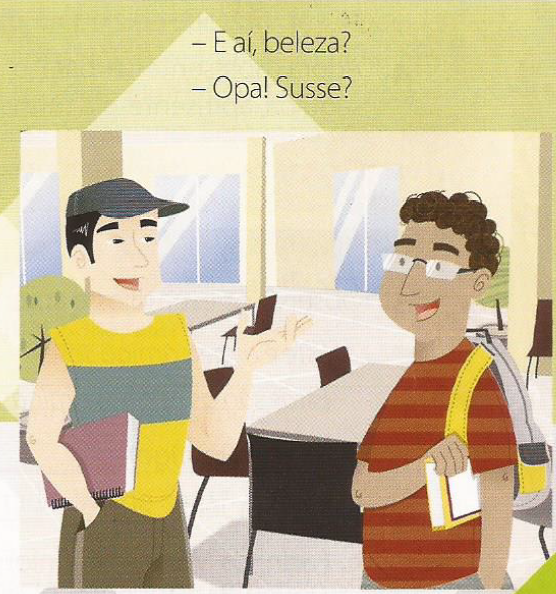 – E aí, beleza?
– Opa! Susse?